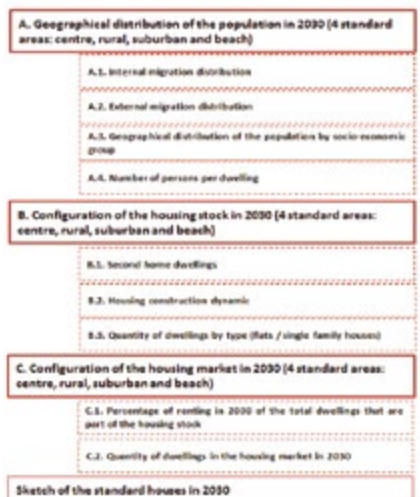 A. Geographical distribution of the population in 2030 (4 standard
areas: centre, rural, suburban and beach)
A.1. Internal migration distribution
A.2. External migration distribution
A.3. Geographical distribution of the population by socio-economic
group
A.4. Number of persons per dwelling
B. Configuration of the housing stock in 2030 (4 standard areas:
centre, rural, suburban and beach)
B.1. Second home dwellings
B.2. Housing construction dynamic
B.3. Quantity of dwellings by type (flats / single family houses)
C. Configuration of the housing market in 2030 (4 standard areas:
centre, rural, suburban and beach)
C.1. Percentage of renting in 2030 of the total dwellings that are
part of the housing stock
C.2. Quantity of dwellings in the housing market in 2030
Sketch of the standard houses in 2030